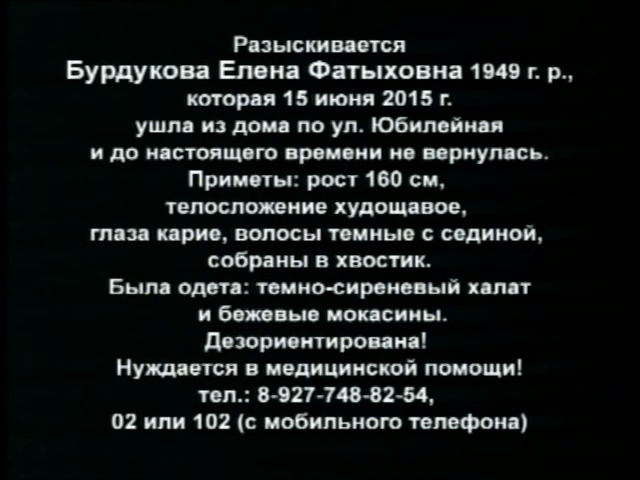 Разыскивается
Бурдукова Елена Фатыховна 1949 г. р.,
которая 15 июня 2015 г.
ушла из дома по ул. Юбилейная
и до настоящего времени не вернулась.
Приметы: рост 160 см,
телосложение худощавое,
глаза карие, волосы темные с сединой,
собраны в хвостик.
Была одета: темно-сиреневый халат
и бежевые мокасины.
Дезориентирована!
Нуждается в медицинской помощи!
тел.: 8-927-748-82-54,
02 или 102 (с мобильного телефона)